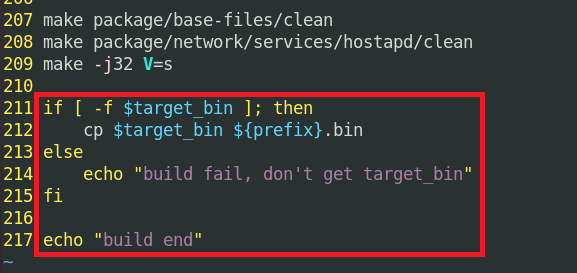 206
207 make package/base-files/clean
208 make package/network/services/hostapd/clean
209 make -j32 V=s
210
211 if [ -f $target_bin ]; then
212     cp $target_bin ${prefix}.bin
213 else
214     echo "build fail, don't get target_bin"
215 fi
216
217 echo "build end"
~